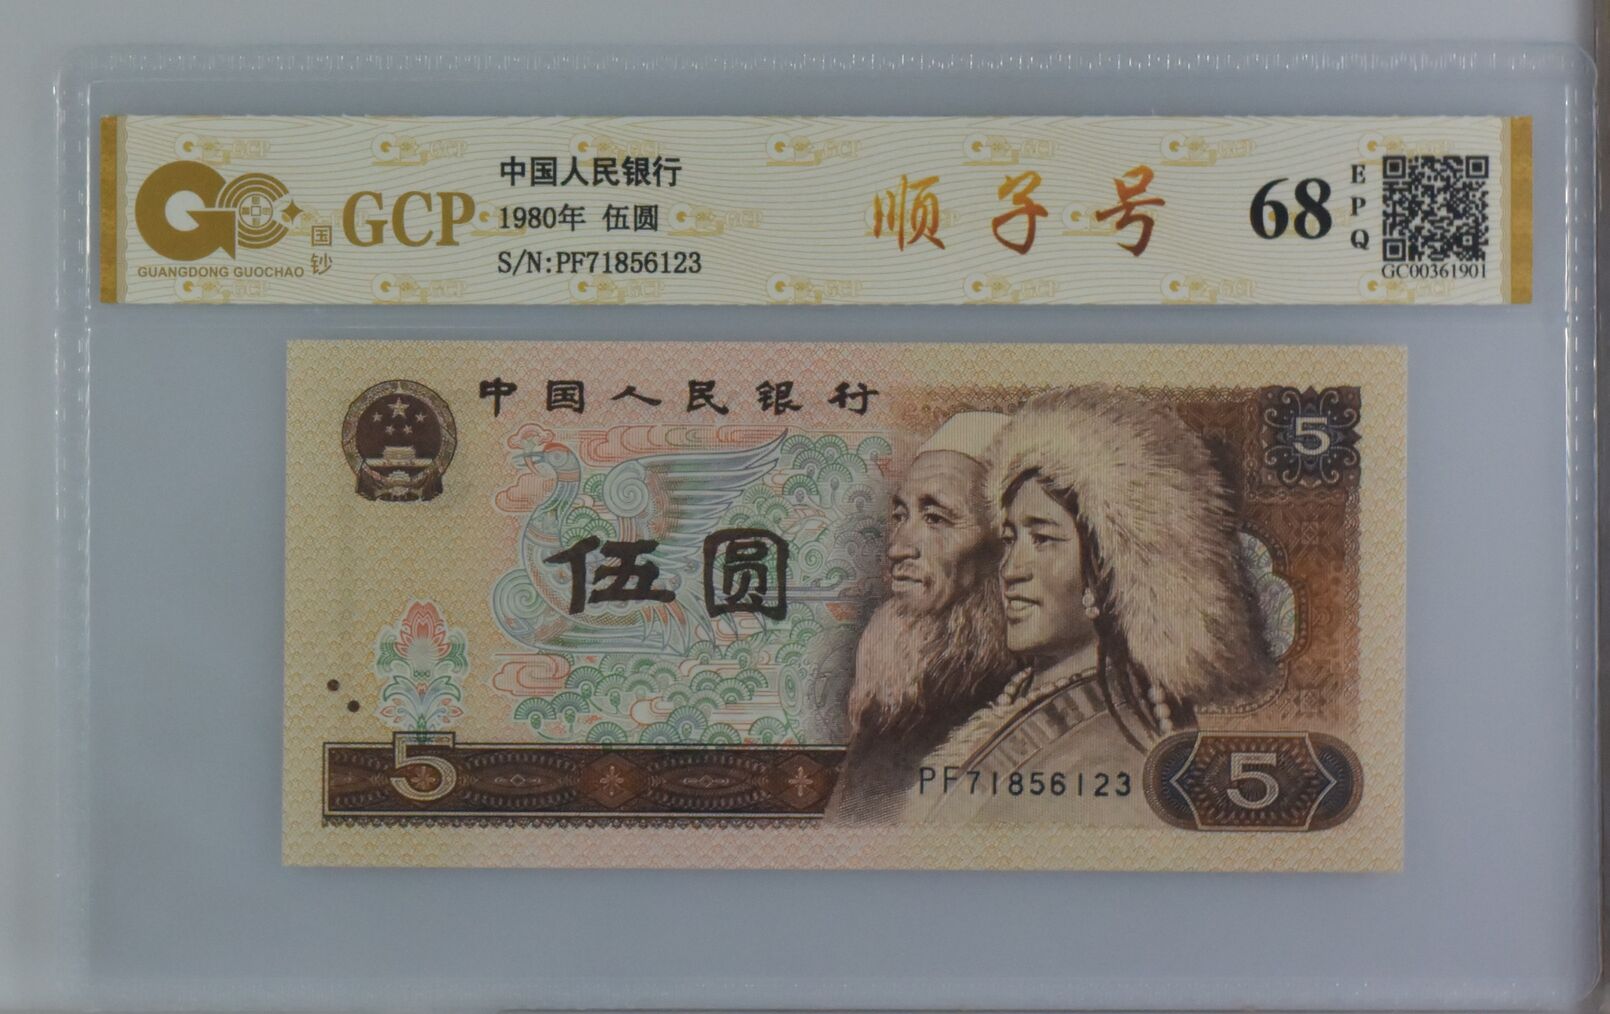 GUANGDONG GUOCHAO
国钞
GCP
中国人民银行
1980年 伍圆
S/N:PF71856123
顺子号
68
EPQ
GC00361901
中国人民银行
5
伍圆
5
PF71856123
5